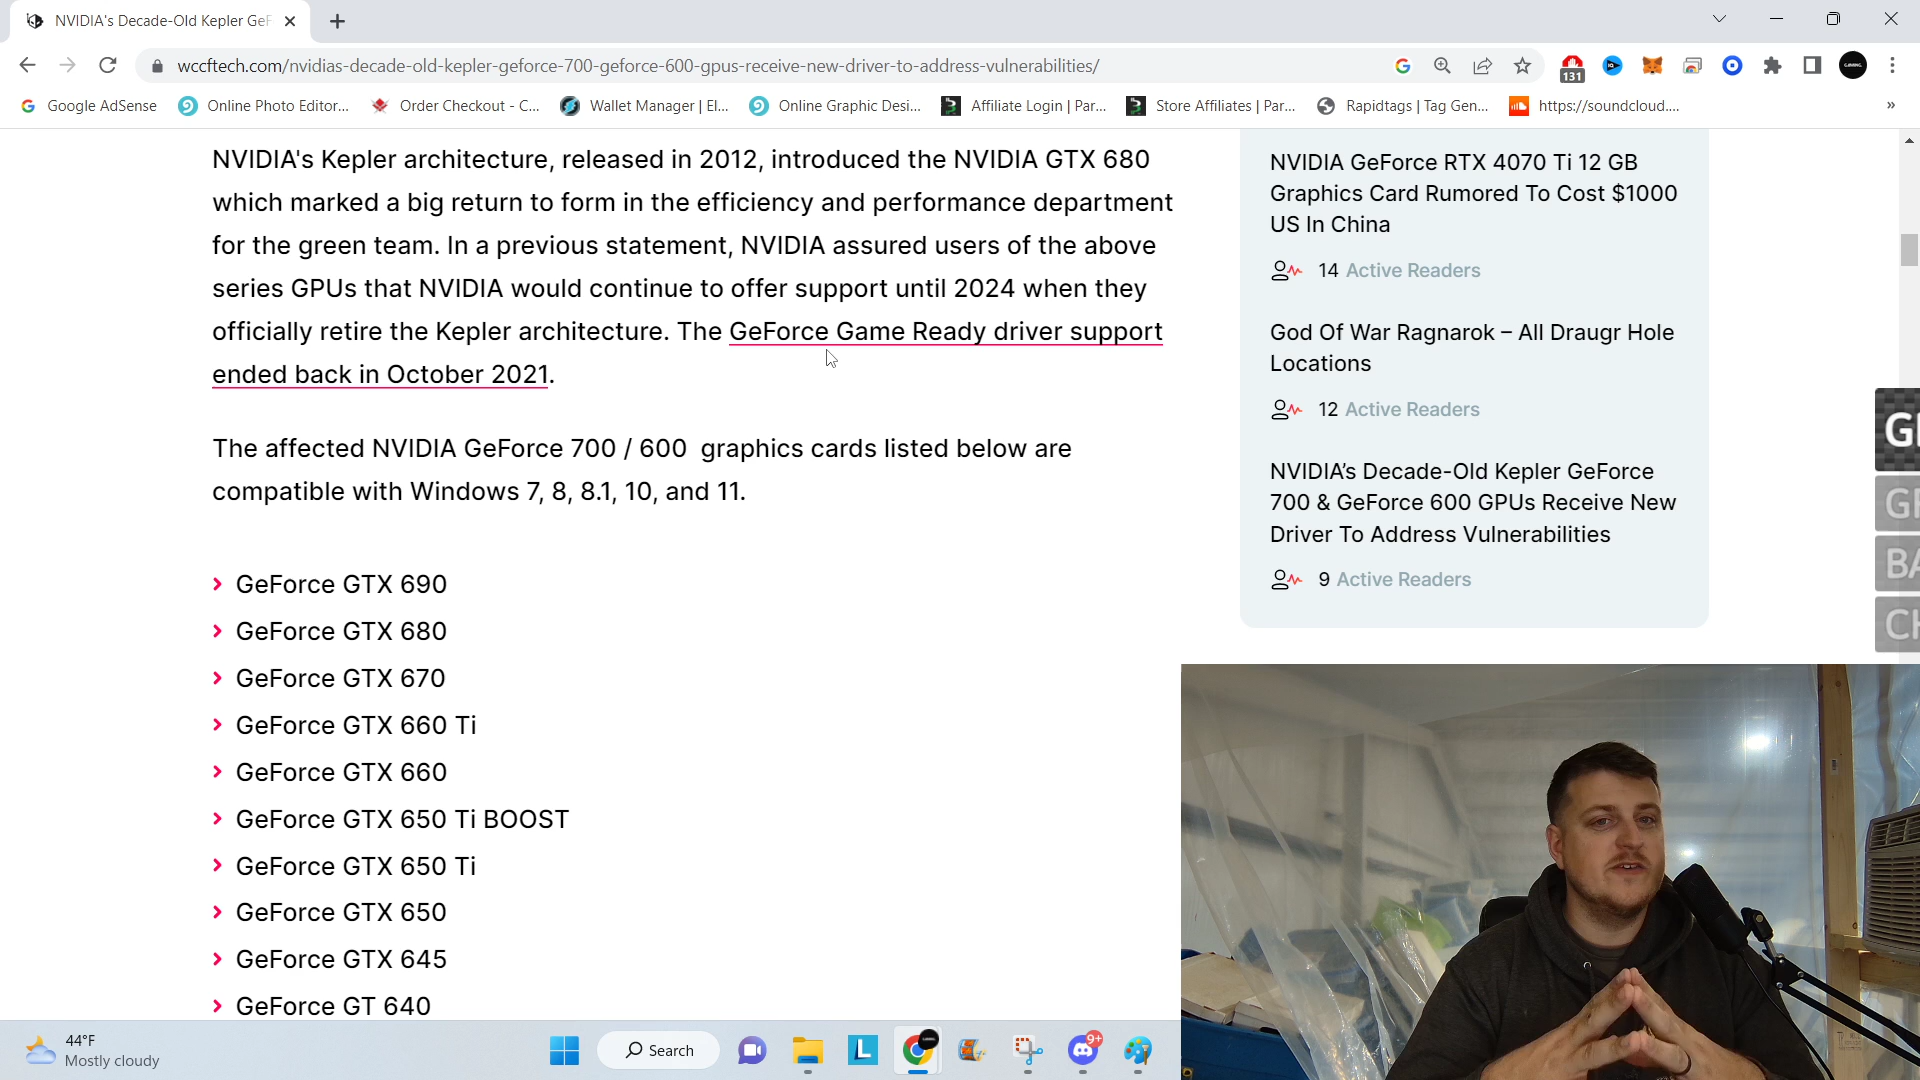 NVIDIA's Decade-Old Kepler GeF
wccftech.com/nvidias-decade-old-kepler-geforce-700-geforce-600-gpus-receive-new-driver-to-address-vulnerabilities/
131
Google AdSense
Online Photo Editor...
Order Checkout - C...
Wallet Manager | El...
Online Graphic Desi...
Affiliate Login | Par...
Store Affiliates | Par...
Rapidtags | Tag Gen...
https://soundcloud....
»
NVIDIA's Kepler architecture, released in 2012, introduced the NVIDIA GTX 680
which marked a big return to form in the efficiency and performance department
for the green team. In a previous statement, NVIDIA assured users of the above
series GPUs that NVIDIA would continue to offer support until 2024 when they
officially retire the Kepler architecture. The GeForce Game Ready driver support
ended back in October 2021.
The affected NVIDIA GeForce 700 / 600 graphics cards listed below are
compatible with Windows 7, 8, 8.1, 10, and 11.
GeForce GTX 690
GeForce GTX 680
GeForce GTX 670
GeForce GTX 660 Ti
GeForce GTX 660
GeForce GTX 650 Ti BOOST
GeForce GTX 650 Ti
GeForce GTX 650
GeForce GTX 645
GeForce GT 640
NVIDIA GeForce RTX 4070 Ti 12 GB
Graphics Card Rumored To Cost $1000
US In China
14 Active Readers
God Of War Ragnarok – All Draugr Hole
Locations
12 Active Readers
NVIDIA's Decade-Old Kepler GeForce
700 & GeForce 600 GPUs Receive New
Driver To Address Vulnerabilities
9 Active Readers
44°F
Mostly cloudy
Search
9+